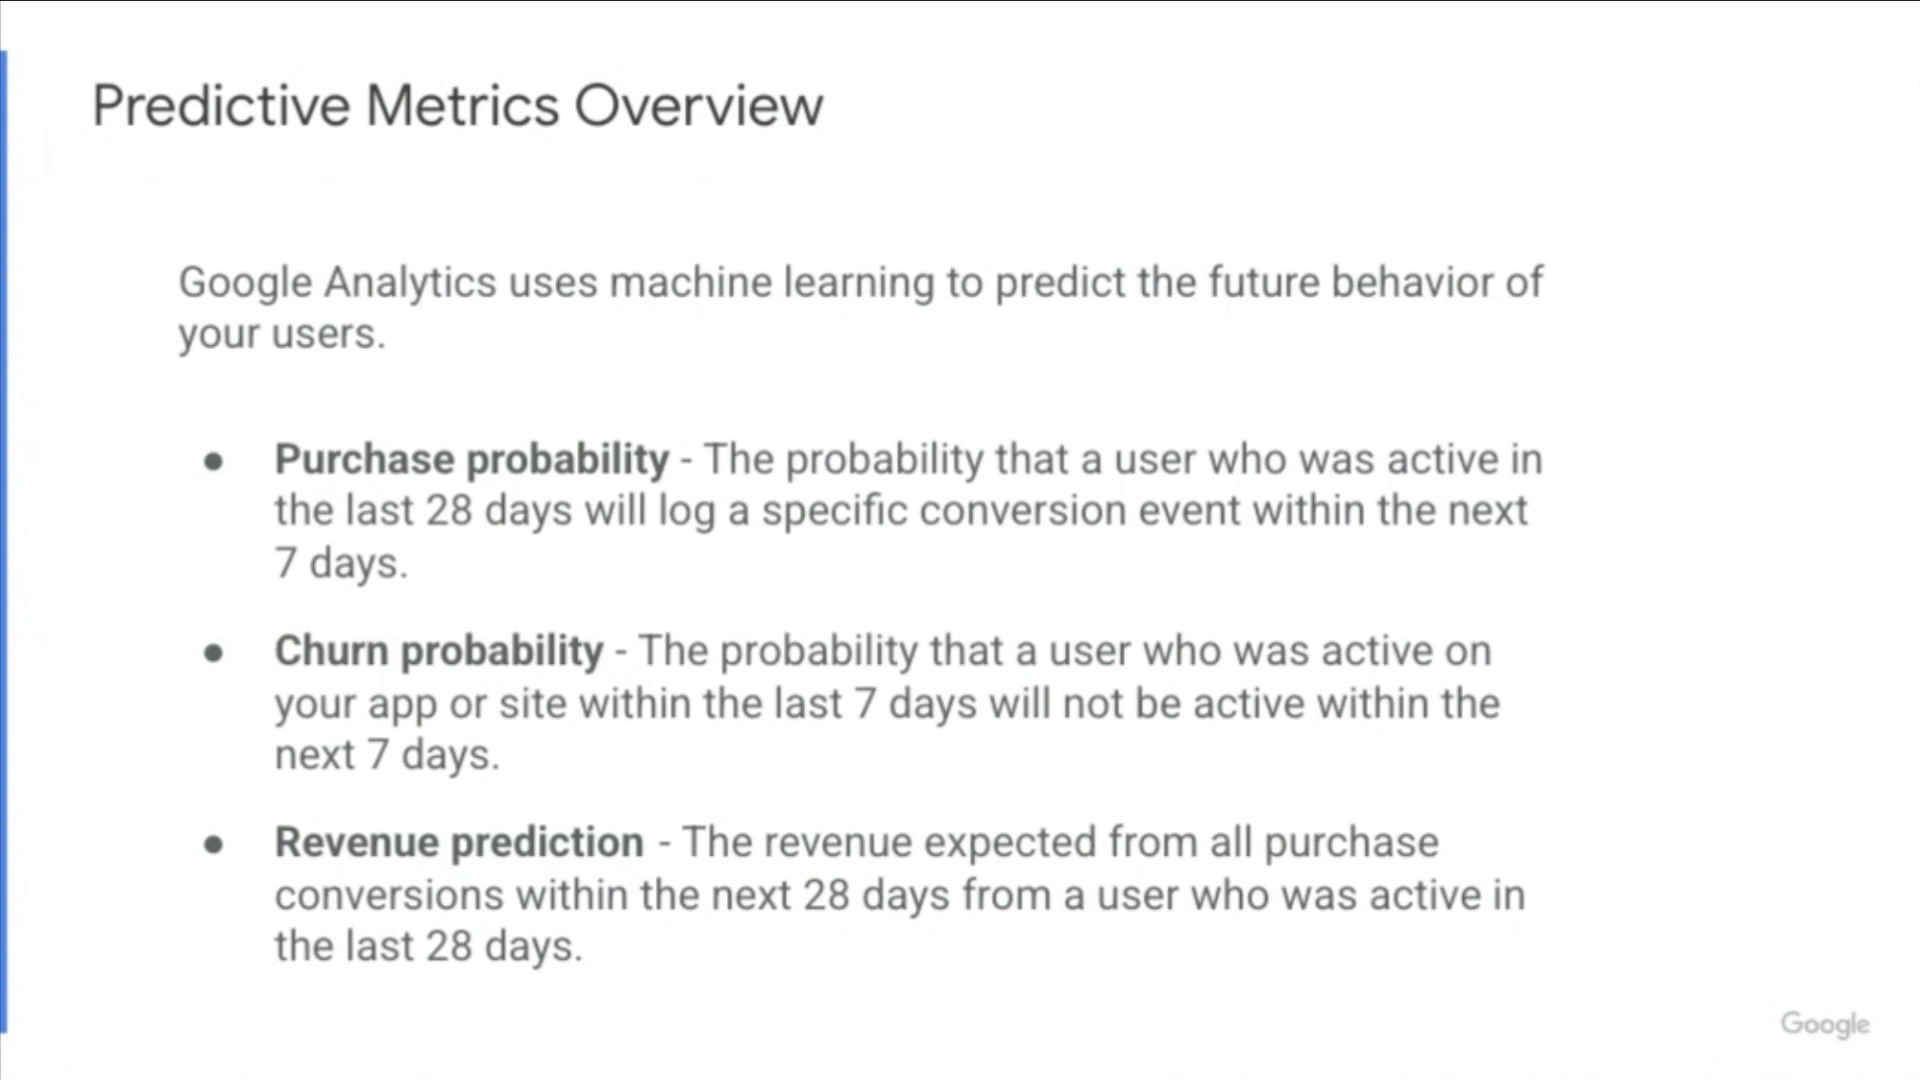 Predictive Metrics Overview
Google Analytics uses machine learning to predict the future behavior of
your users.
● Purchase probability - The probability that a user who was active in
the last 28 days will log a specific conversion event within the next
7 days.
● Churn probability - The probability that a user who was active on
your app or site within the last 7 days will not be active within the
next 7 days.
● Revenue prediction - The revenue expected from all purchase
conversions within the next 28 days from a user who was active in
the last 28 days.
Google